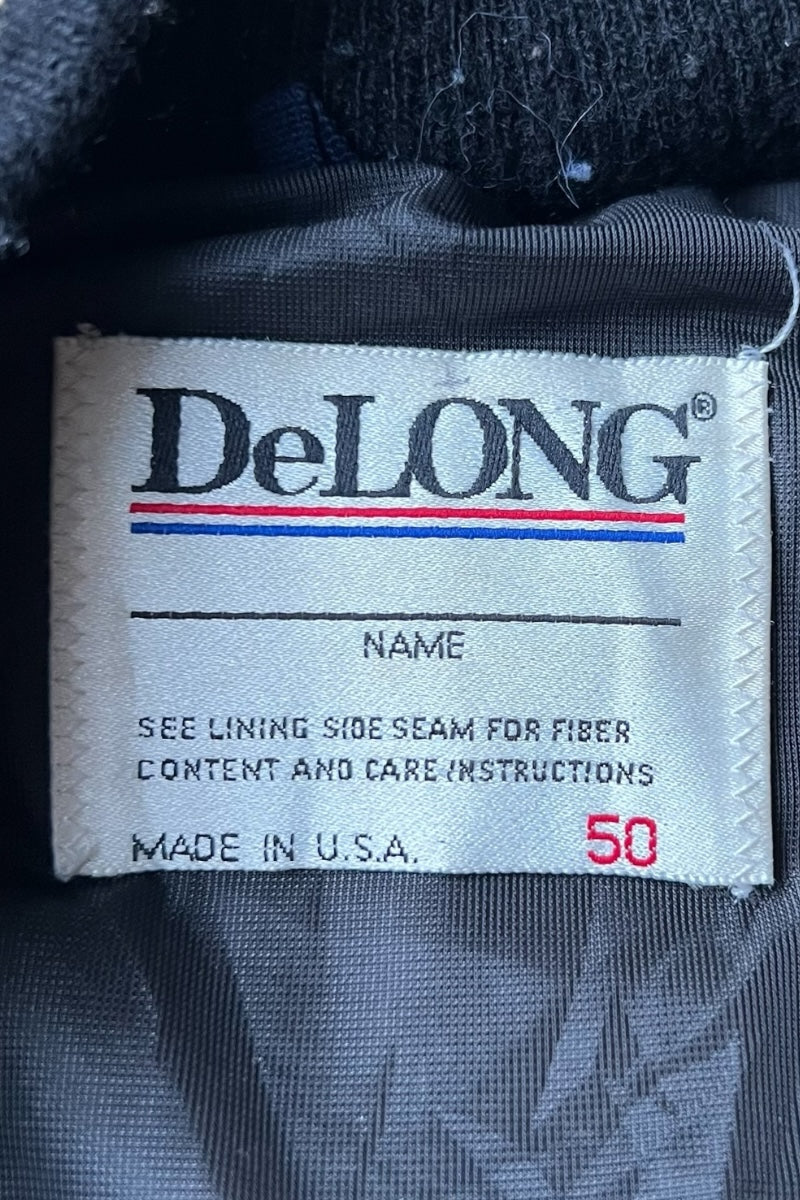 DeLONG®
NAME
SEE LINING SIDE SEAM FOR FIBER
CONTENT AND CARE INSTRUCTIONS
MADE IN U.S.A. 50